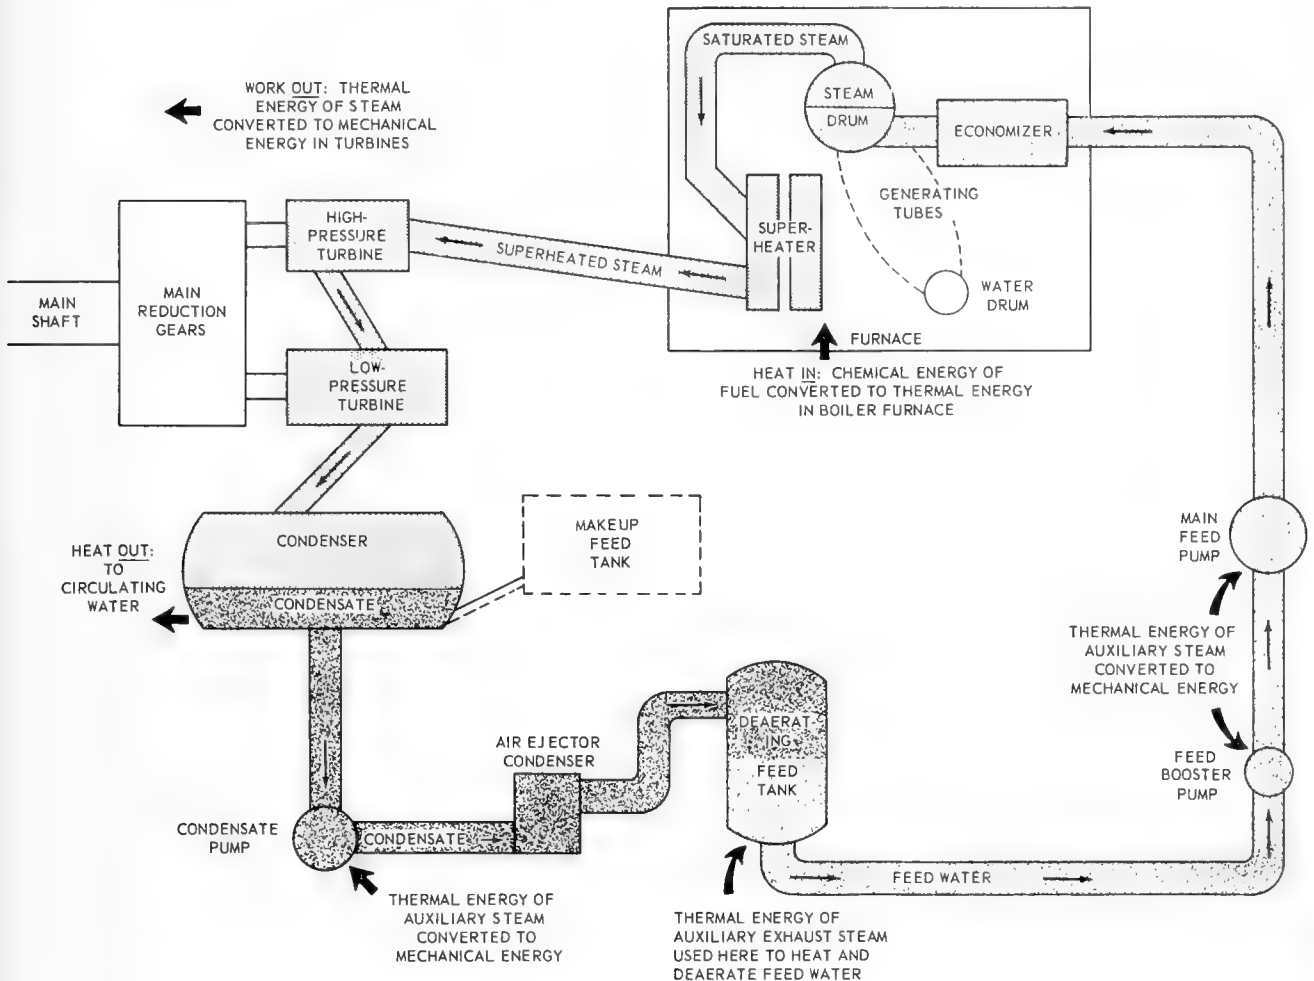 SATURATED STEAM
STEAM
DRUM
ECONOMIZER
GENERATING
TUBES
SUPER-
HEATER
WATER
DRUM
FURNACE
HEAT IN: CHEMICAL ENERGY OF
FUEL CONVERTED TO THERMAL ENERGY
IN BOILER FURNACE
WORK OUT: THERMAL
ENERGY OF STEAM
CONVERTED TO MECHANICAL
ENERGY IN TURBINES
HIGH-
PRESSURE
TURBINE
SUPERHEATED STEAM
MAIN
SHAFT
MAIN
REDUCTION
GEARS
LOW-
PRESSURE
TURBINE
CONDENSER
CONDENSATE
HEAT OUT:
TO
CIRCULATING
WATER
MAKEUP
FEED
TANK
MAIN
FEED
PUMP
THERMAL ENERGY OF
AUXILIARY STEAM
CONVERTED TO
MECHANICAL ENERGY
FEED
BOOSTER
PUMP
DEAERAT-
ING
FEED
TANK
AIR EJECTOR
CONDENSER
CONDENSATE
PUMP
CONDENSATE
FEED WATER
THERMAL ENERGY OF
AUXILIARY STEAM
CONVERTED TO
MECHANICAL ENERGY
THERMAL ENERGY OF
AUXILIARY EXHAUST STEAM
USED HERE TO HEAT AND
DEAERATE FEED WATER